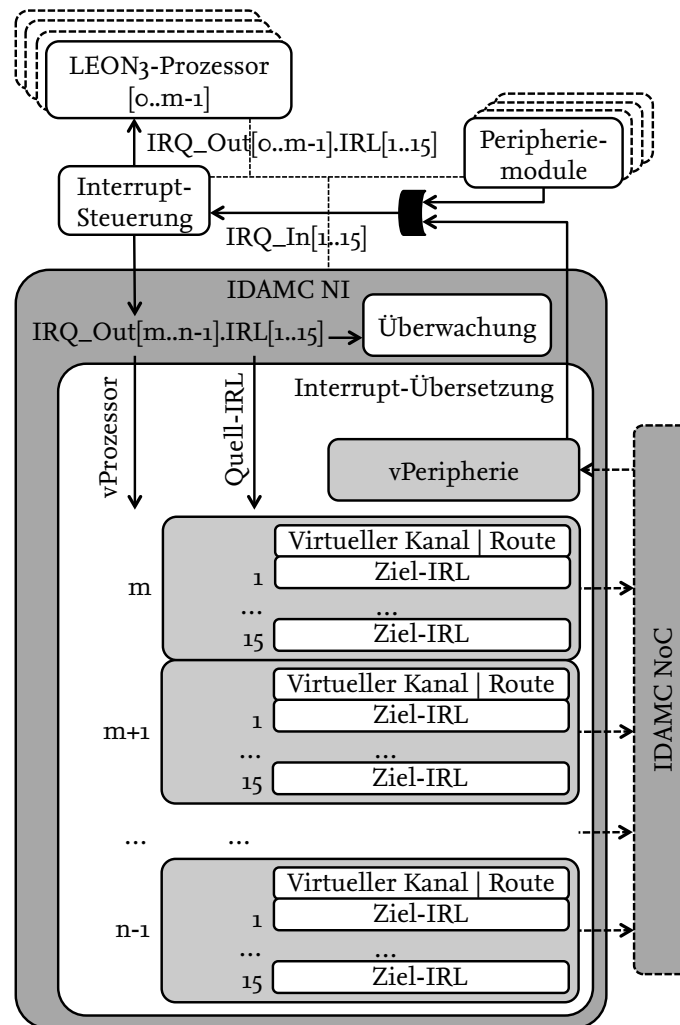 LEON3-Prozessor
[0..m-1]
IRQ_Out[0..m-1].IRL[1..15]
Peripherie-
module
Interrupt-
Steuerung
IRQ_In[1..15]
IDAMC NI
IRQ_Out[m..n-1].IRL[1..15]
Überwachung
Interrupt-Übersetzung
vProzessor
Quell-IRL
vPeripherie
Virtueller Kanal | Route
m
1
Ziel-IRL
...
...
15
Ziel-IRL
Virtueller Kanal | Route
m+1
1
Ziel-IRL
...
...
15
Ziel-IRL
...
...
Virtueller Kanal | Route
n-1
1
Ziel-IRL
...
...
15
Ziel-IRL
IDAMC NoC